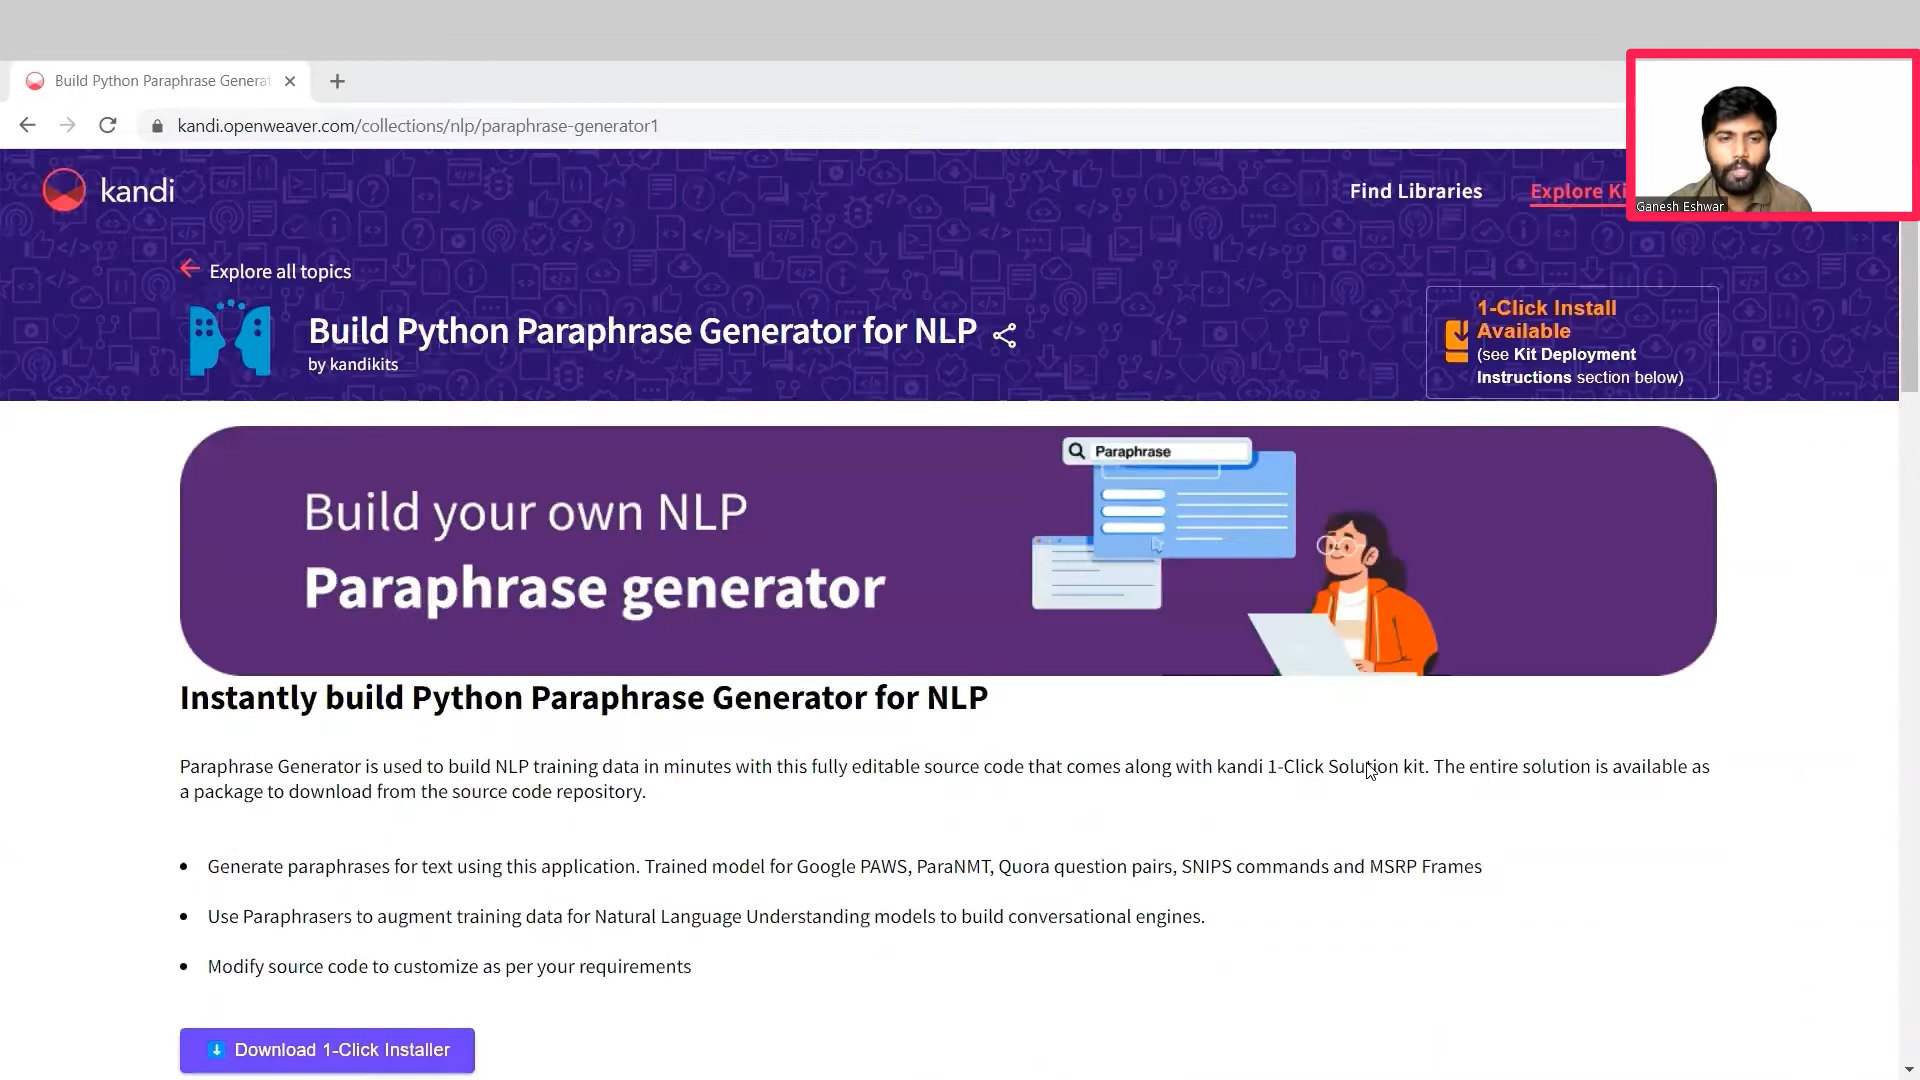 Build Python Paraphrase Generat
kandi.openweaver.com/collections/nlp/paraphrase-generator1
kandi
Find Libraries
Explore Ki
Ganesh Eshwar
Explore all topics
Build Python Paraphrase Generator for NLP
by kandikits
1-Click Install
Available
(see Kit Deployment
Instructions section below)
Paraphrase
Build your own NLP
Paraphrase generator
Instantly build Python Paraphrase Generator for NLP
Paraphrase Generator is used to build NLP training data in minutes with this fully editable source code that comes along with kandi 1-Click Solution kit. The entire solution is available as
a package to download from the source code repository.
• Generate paraphrases for text using this application. Trained model for Google PAWS, ParaNMT, Quora question pairs, SNIPS commands and MSRP Frames
• Use Paraphrasers to augment training data for Natural Language Understanding models to build conversational engines.
• Modify source code to customize as per your requirements
Download 1-Click Installer